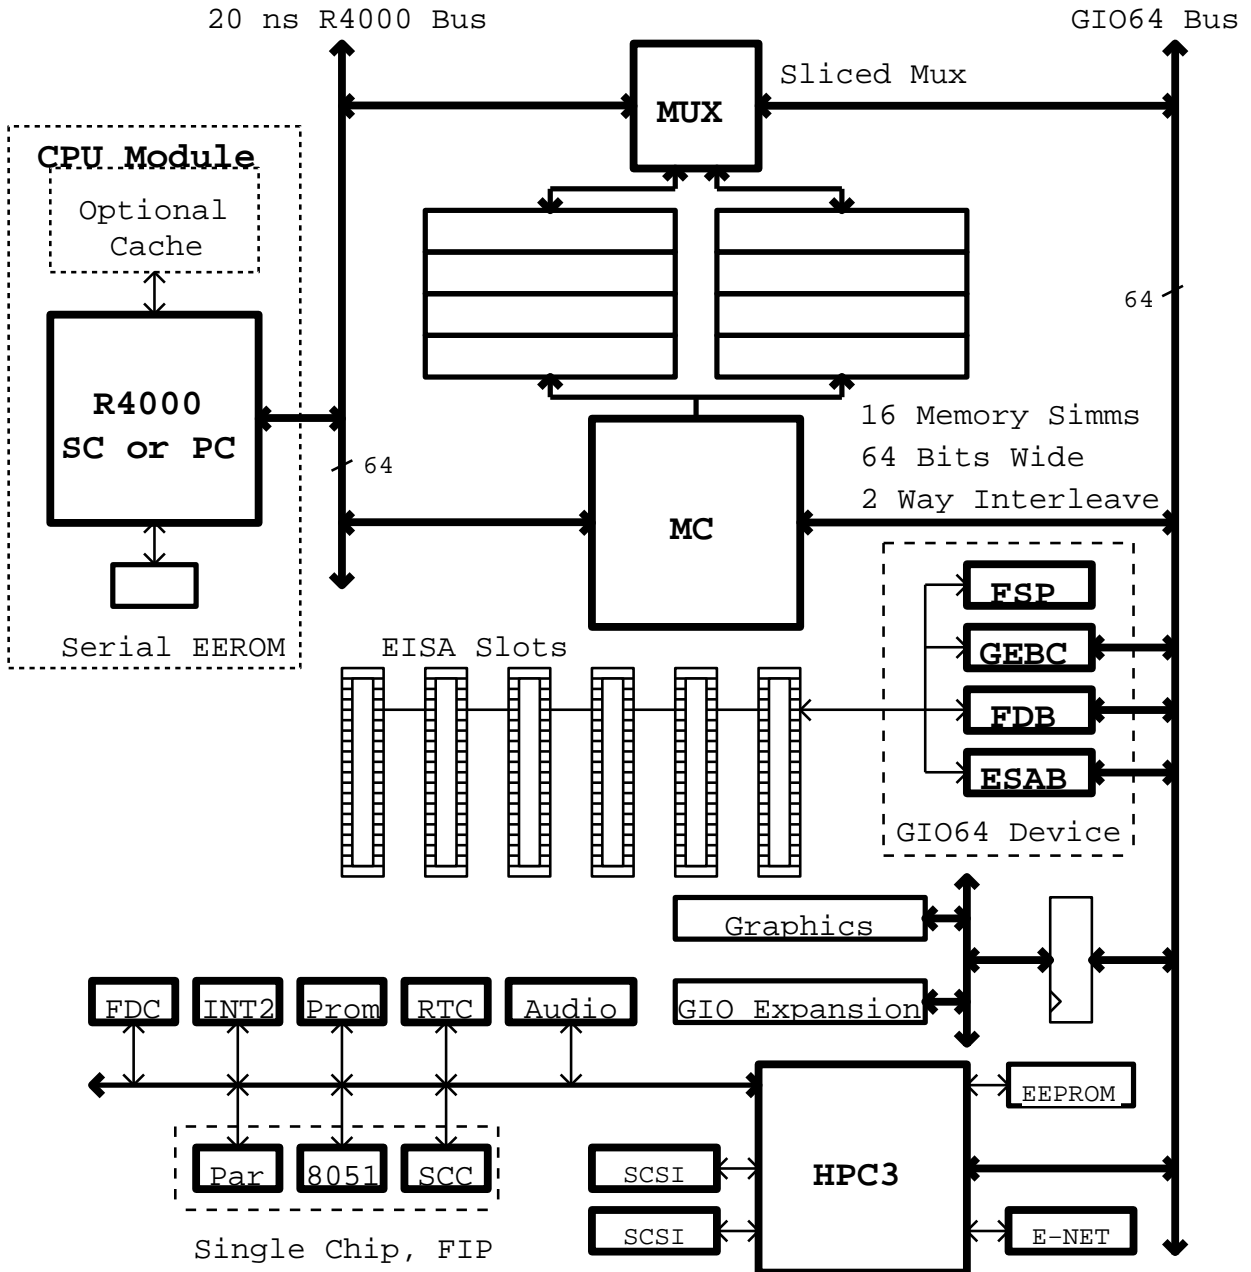 20 ns R4000 Bus
GIO64 Bus
Sliced Mux
MUX
CPU Module
Optional
Cache
64
R4000
SC or PC
16 Memory Simms
64 Bits Wide
2 Way Interleave
64
MC
FSP
GEBC
FDB
ESAB
GIO64 Device
Serial EEROM
EISA Slots
Graphics
GIO Expansion
FDC
INT2
Prom
RTC
Audio
EEPROM
Par
8051
SCC
SCSI
HPC3
SCSI
E-NET
Single Chip, FIP